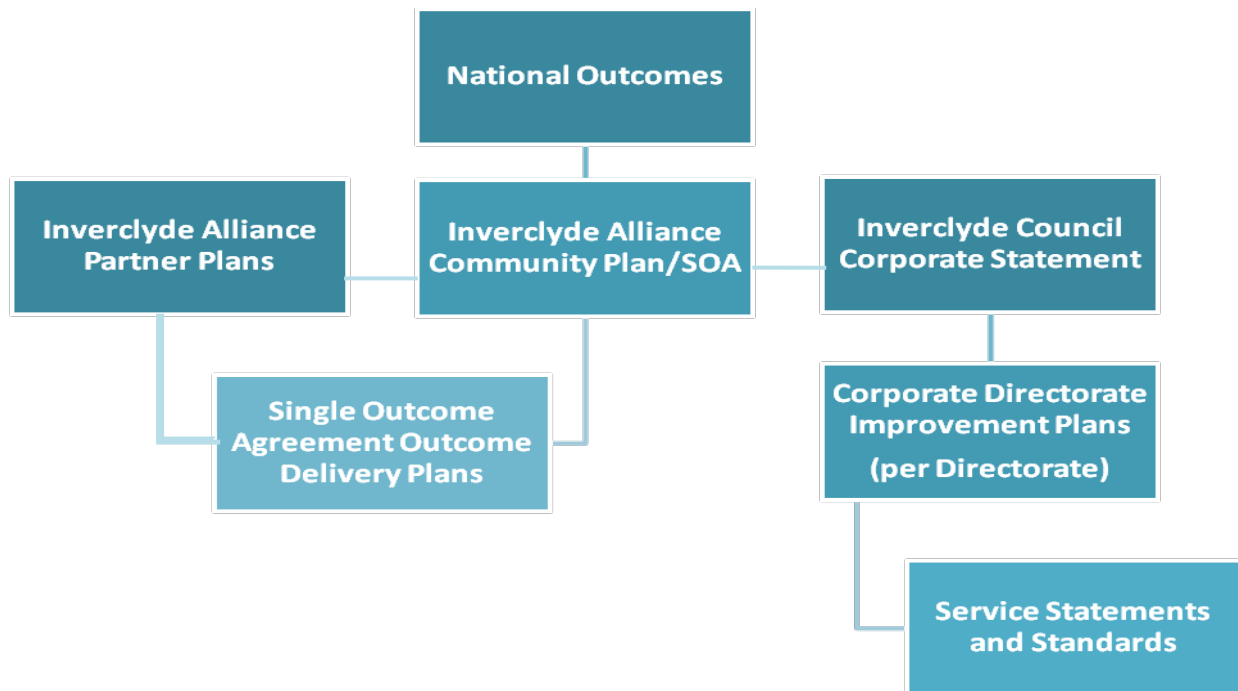 National Outcomes
Inverclyde Alliance
Partner Plans
Inverclyde Alliance
Community Plan/SOA
Inverclyde Council
Corporate Statement
Single Outcome
Agreement Outcome
Delivery Plans
Corporate Directorate
Improvement Plans
(per Directorate)
Service Statements
and Standards